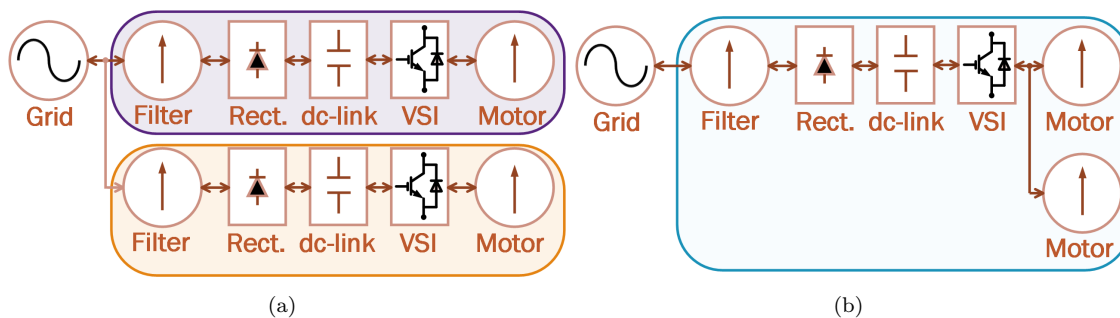 Grid Filter Rect. dc-link VSI Motor
Filter Rect. dc-link VSI Motor
(a)
Grid Filter Rect. dc-link VSI Motor
Motor
(b)